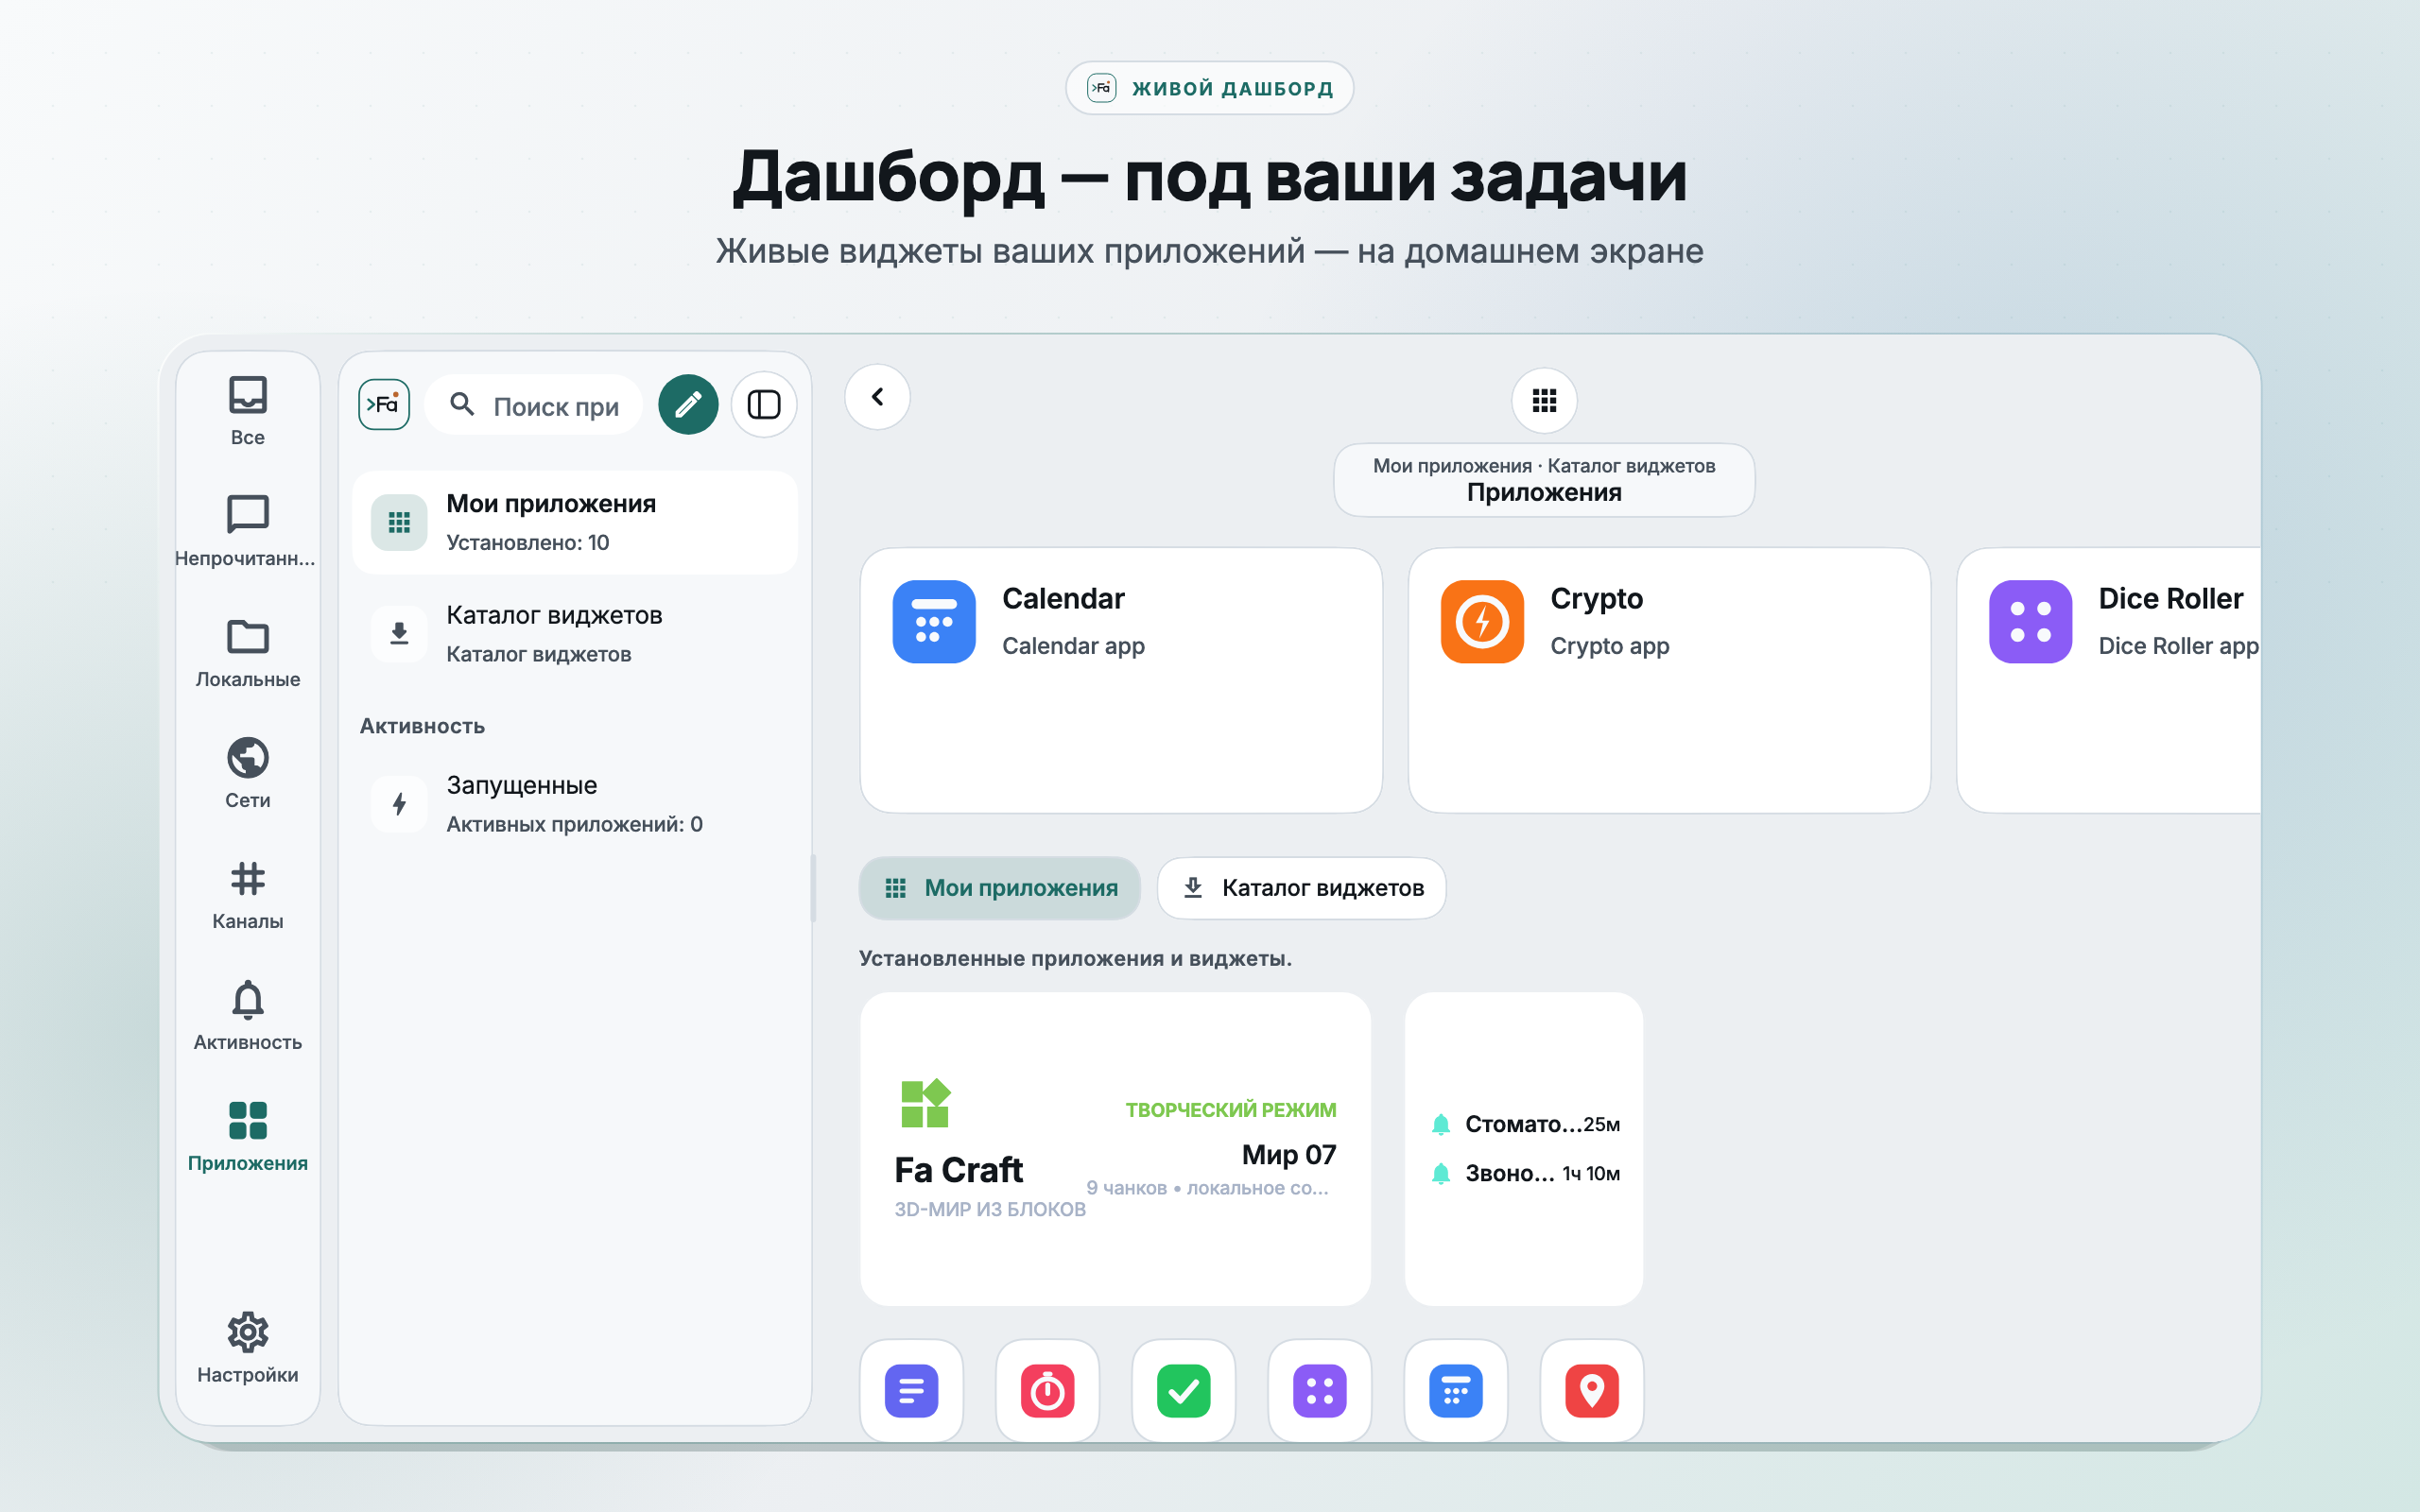 >Fa ЖИВОЙ ДАШБОРД
Дашборд — под ваши задачи
Живые виджеты ваших приложений — на домашнем экране
Все
Непрочитанн...
Локальные
Сети
Каналы
Активность
Приложения
Настройки
>Fa Поиск при
Мои приложения
Установлено: 10
Каталог виджетов
Каталог виджетов
Активность
Запущенные
Активных приложений: 0
Мои приложения · Каталог виджетов
Приложения
Calendar
Calendar app
Crypto
Crypto app
Dice Roller
Dice Roller app
Мои приложения
Каталог виджетов
Установленные приложения и виджеты.
Fa Craft
3D-МИР ИЗ БЛОКОВ
ТВОРЧЕСКИЙ РЕЖИМ
Мир 07
9 чанков • локальное со...
Стомато...25м
Звоно... 1ч 10м